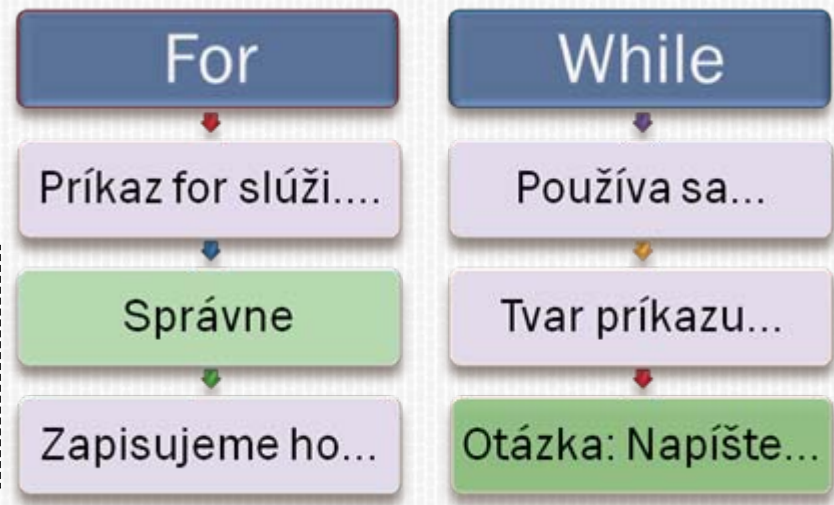 For
Príkaz for slúži....
Správne
Zapisujeme ho...
While
Používa sa...
Tvar príkazu...
Otázka: Napíšte...